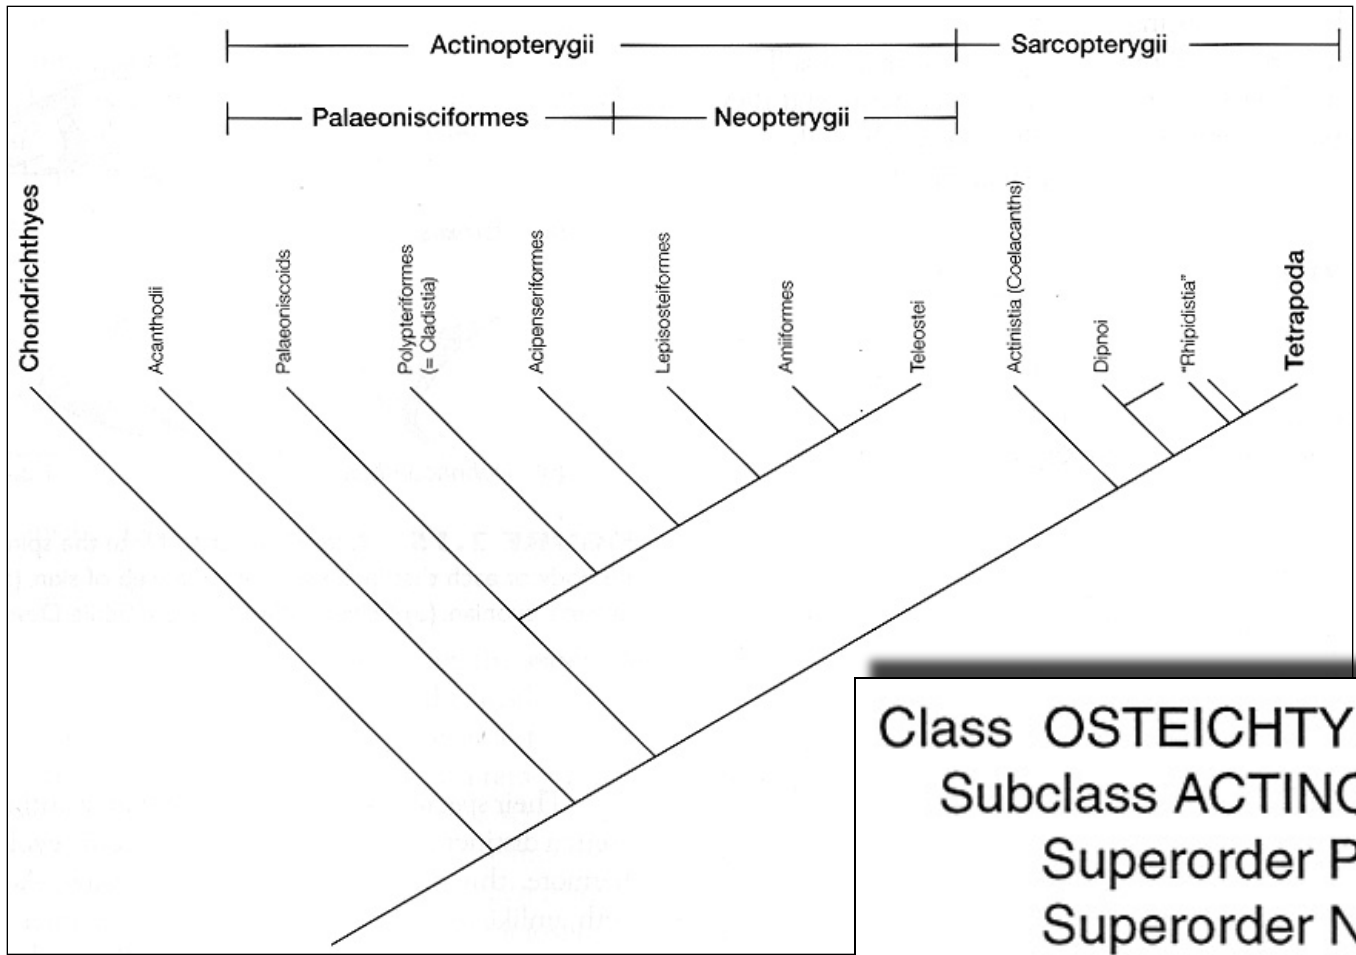 Actinopterygii
Sarcopterygii
Palaeonisciformes
Neopterygii
Chondrichthyes
Acanthodii
Palaeoniscoids
Polypteriformes
(= Cladistia)
Acipenseriformes
Lepisosteiformes
Amiiformes
Teleostei
Actinistia (Coelacanths)
Dipnoi
"Rhipidistia"
Tetrapoda
Class OSTEICHTY
Subclass ACTINO
Superorder P
Superorder N